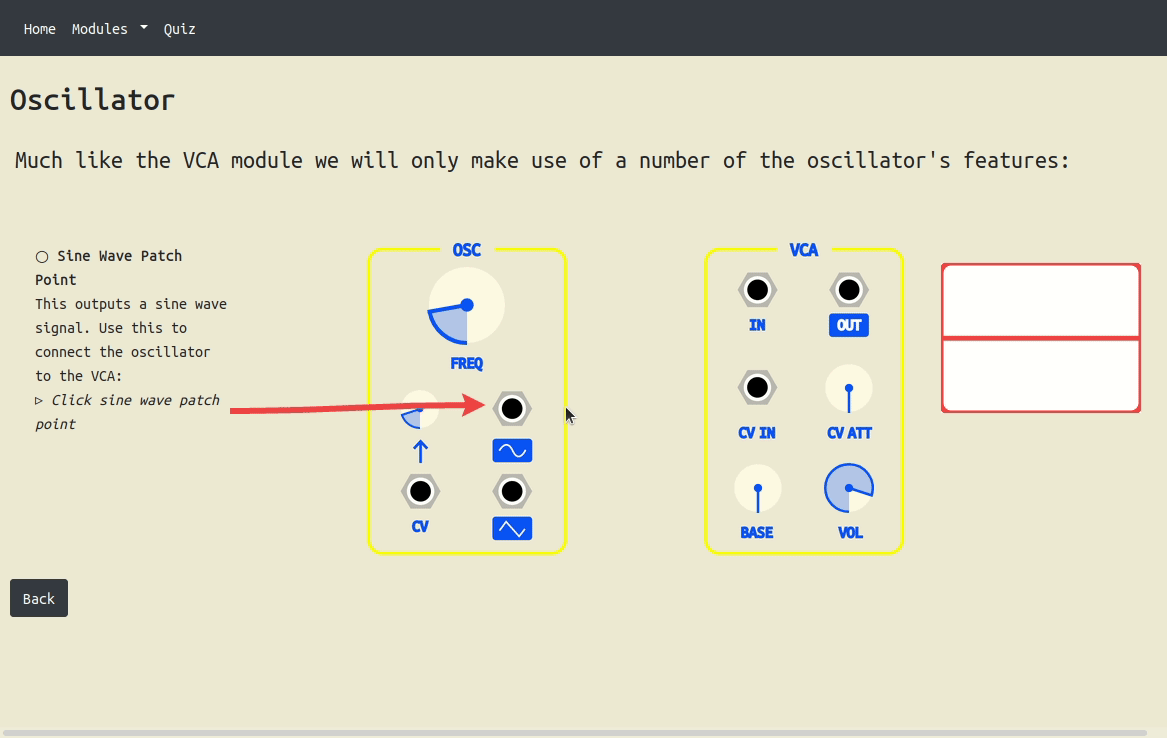 Home Modules Quiz
Oscillator
Much like the VCA module we will only make use of a number of the oscillator's features:
Sine Wave Patch
Point
This outputs a sine wave
signal. Use this to
connect the oscillator
to the VCA:
▷ Click sine wave patch
point
OSC
FREQ
CV
VCA
IN OUT
CV IN CV ATT
BASE VOL
Back